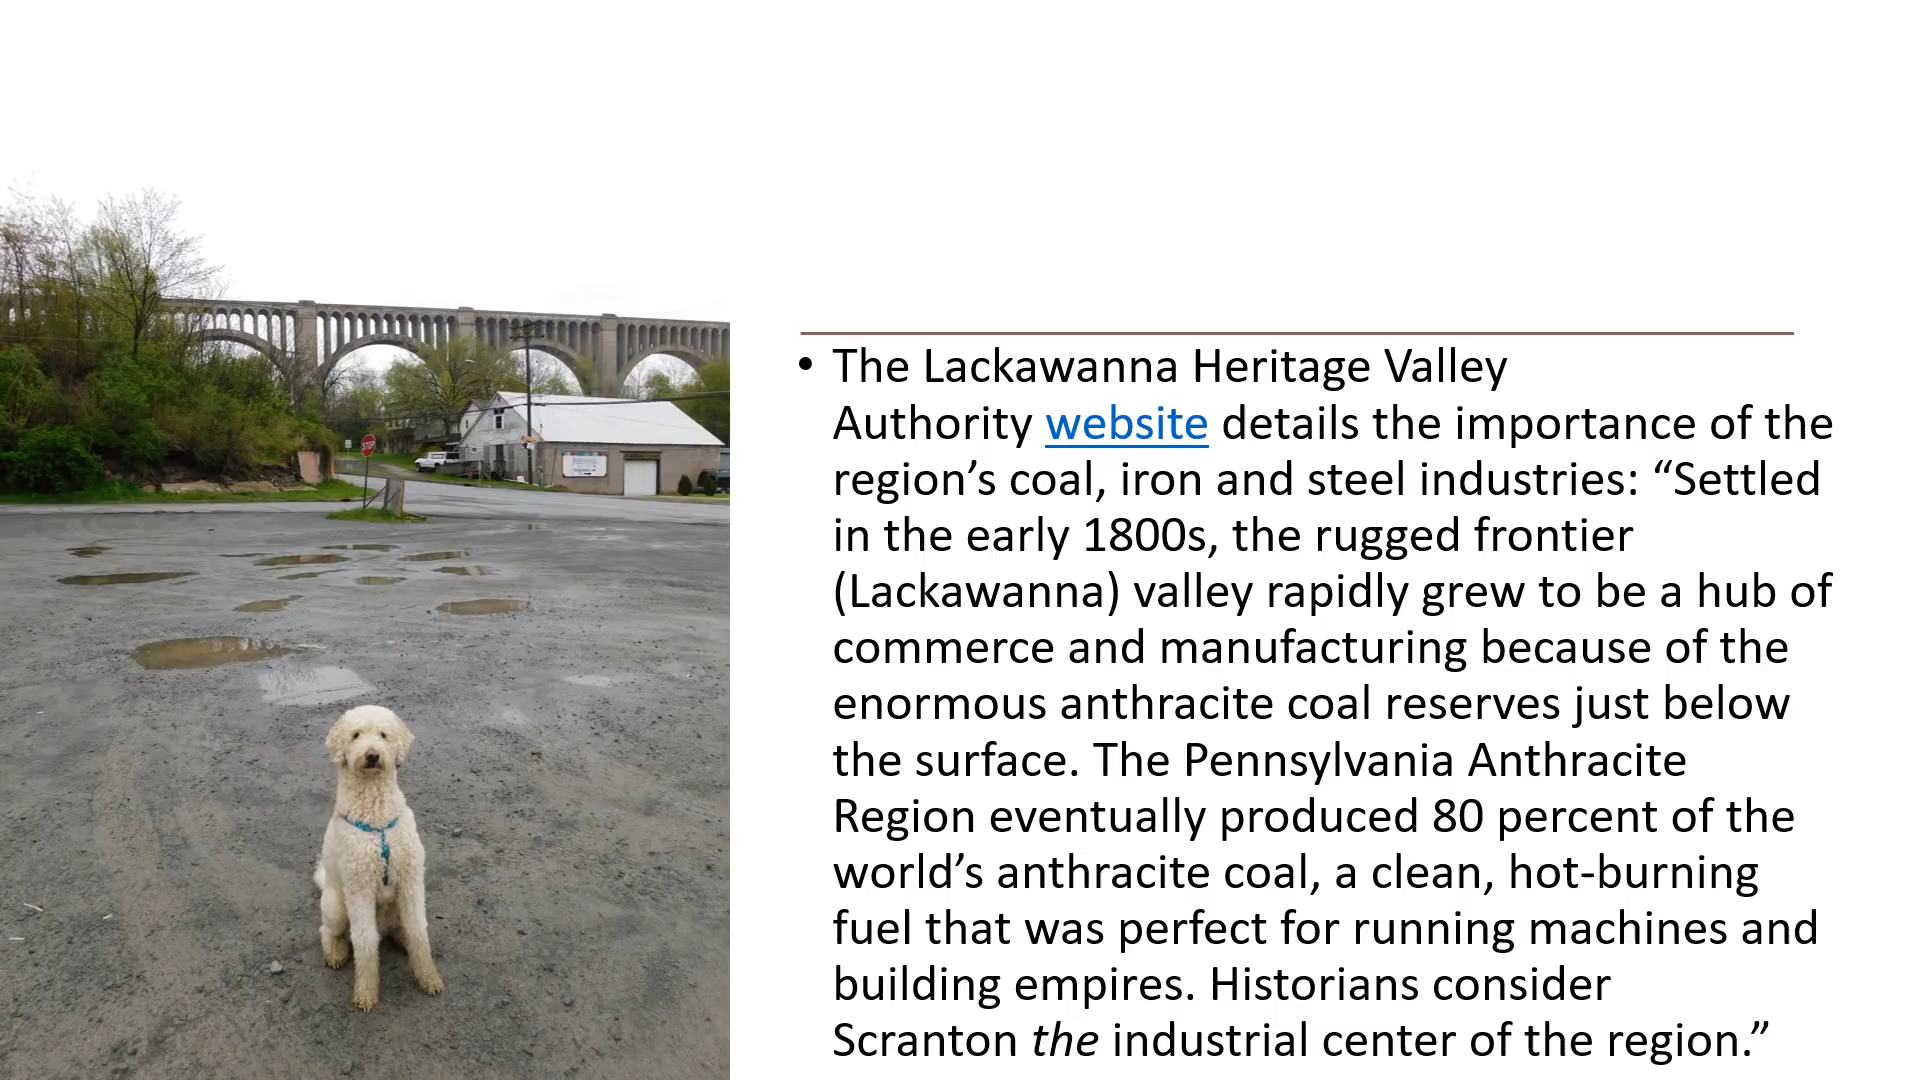 STOP
• The Lackawanna Heritage Valley
Authority website details the importance of the
region’s coal, iron and steel industries: “Settled
in the early 1800s, the rugged frontier
(Lackawanna) valley rapidly grew to be a hub of
commerce and manufacturing because of the
enormous anthracite coal reserves just below
the surface. The Pennsylvania Anthracite
Region eventually produced 80 percent of the
world’s anthracite coal, a clean, hot-burning
fuel that was perfect for running machines and
building empires. Historians consider
Scranton the industrial center of the region.”